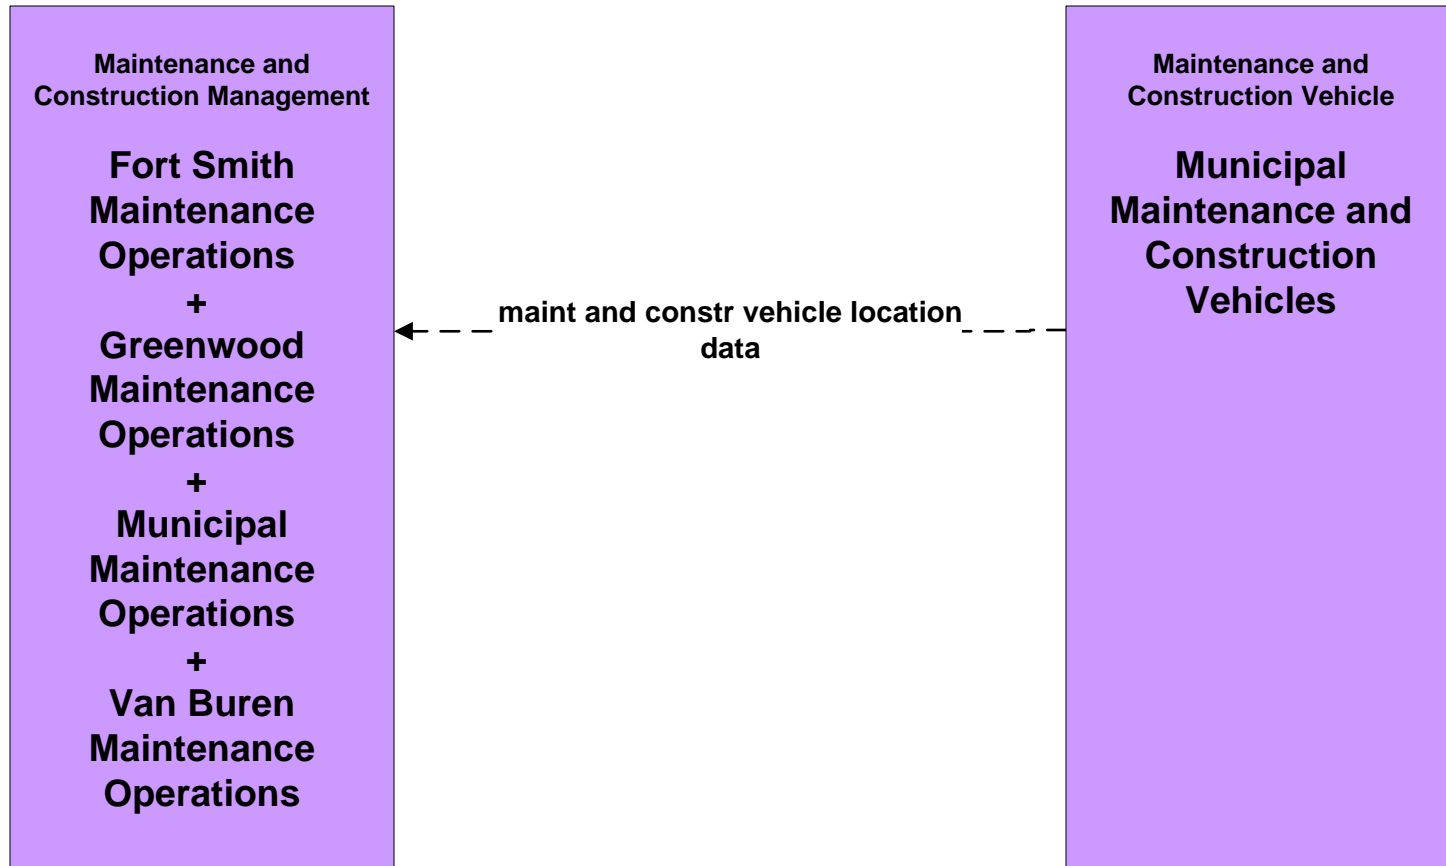 Maintenance and
Construction Management
Fort Smith
Maintenance
Operations
+
Greenwood
Maintenance
Operations
+
Municipal
Maintenance
Operations
+
Van Buren
Maintenance
Operations
maint and constr vehicle location
data
Maintenance and
Construction Vehicle
Municipal
Maintenance and
Construction
Vehicles